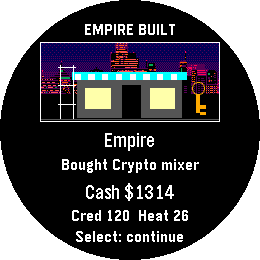 EMPIRE BUILT
Empire
Bought Crypto mixer
Cash $1314
Cred 120 Heat 26
Select: continue